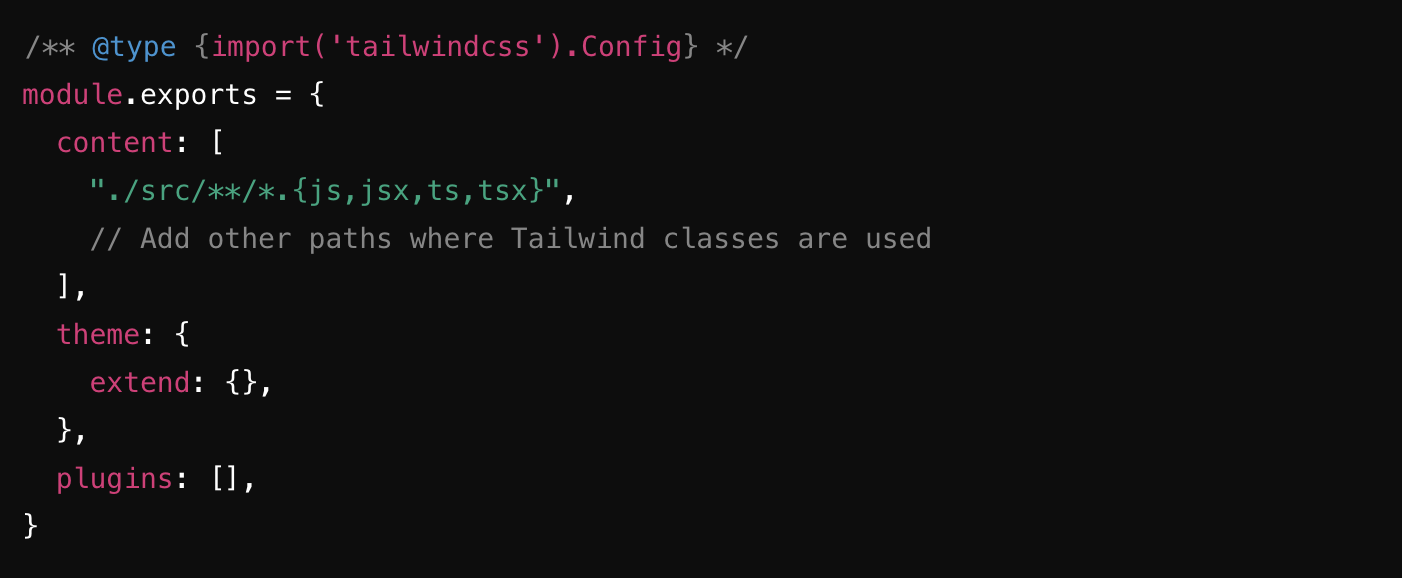 /** @type {import('tailwindcss').Config} */
module.exports = {
  content: [
    "./src/**/*.{js,jsx,ts,tsx}",
    // Add other paths where Tailwind classes are used
  ],
  theme: {
    extend: {},
  },
  plugins: [],
}